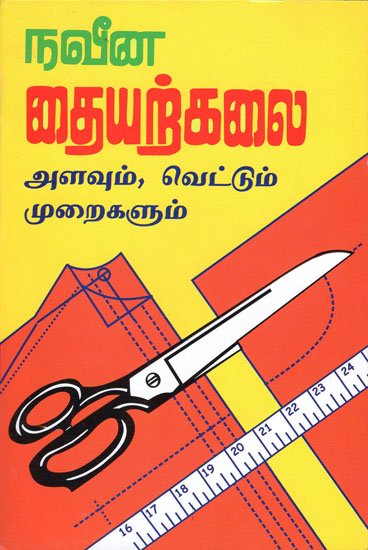 நவீன
தையற்கலை
அளவும், வெட்டும்
முறைகளும்
16 17 18 19 20 21 22 23 24